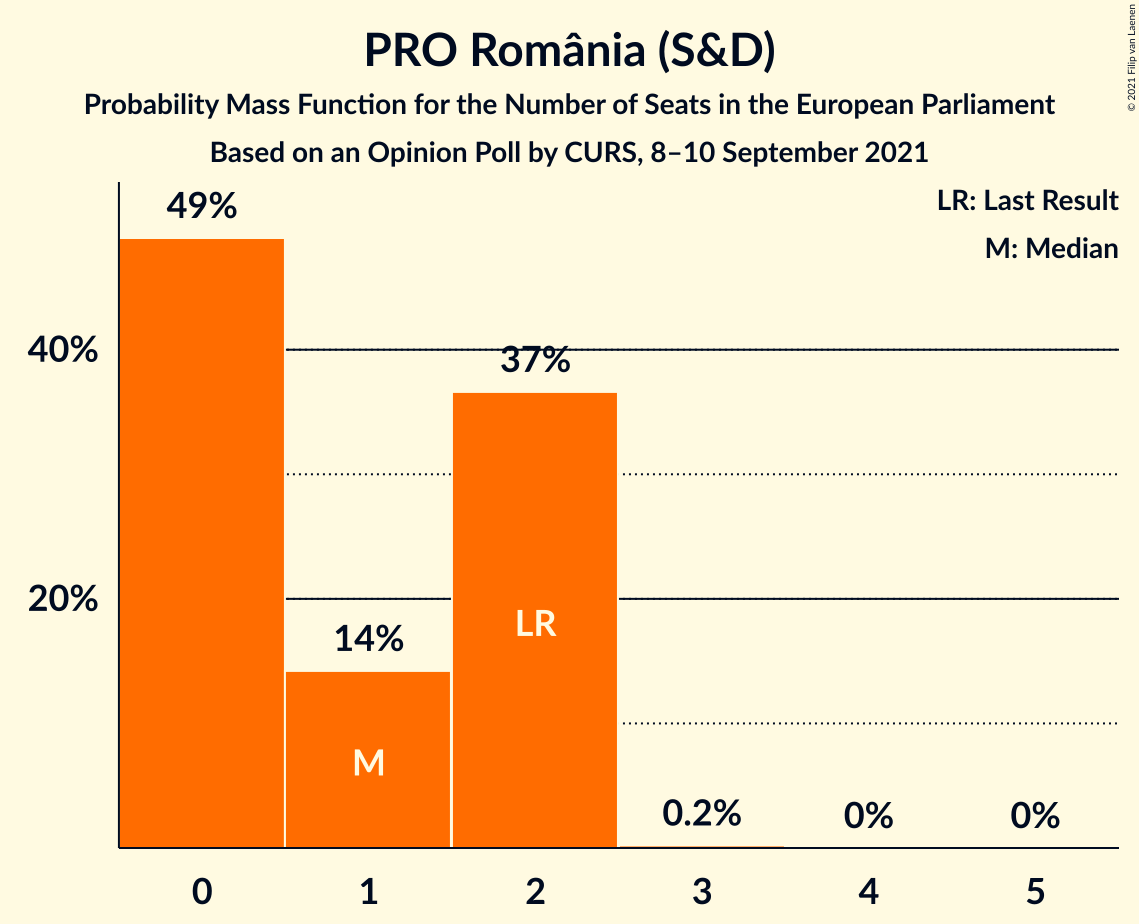 PRO România (S&D)
Probability Mass Function for the Number of Seats in the European Parliament
Based on an Opinion Poll by CURS, 8–10 September 2021
© 2021 Filip van Laenen
LR: Last Result
M: Median
49%
40%
37%
20%
14%
LR
M
0.2%
0%
0%
0
1
2
3
4
5